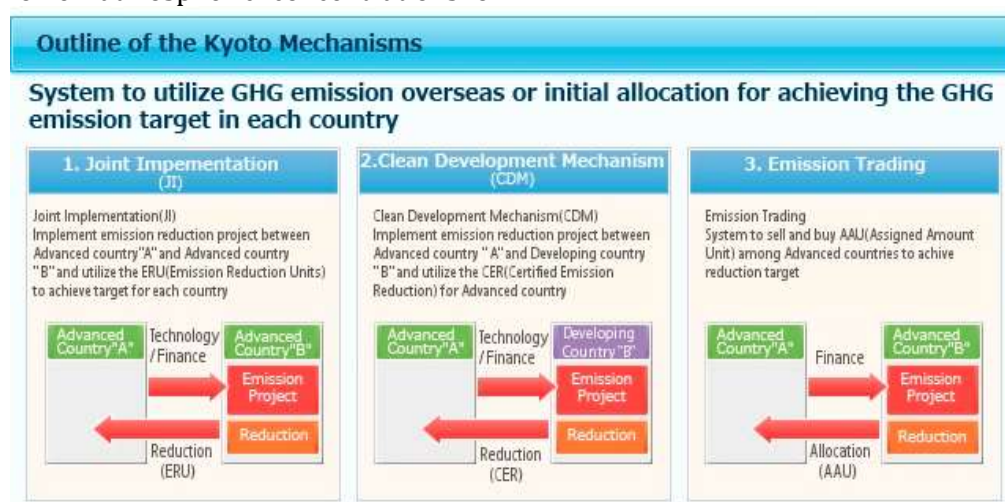 Outline of the Kyoto Mechanisms
System to utilize GHG emission overseas or initial allocation for achieving the GHG
emission target in each country
1. Joint Impementation
(JI)
Joint Implementation(JI)
Implement emission reduction project between
Advanced country"A" and Advanced country
"B" and utilize the ERU(Emission Reduction Units)
to achieve target for each country
Advanced
Country"A"
Technology
/Finance
Advanced
Country"B"
Emission
Project
Reduction
Reduction
(ERU)
2.Clean Development Mechanism
(CDM)
Clean Development Mechanism(CDM)
Implement emission reduction project between
Advanced country "A" and Developing country
"B" and utilize the CER(Certified Emission
Reduction) for Advanced country
Advanced
Country"A"
Technology
/Finance
Developing
Country"B"
Emission
Project
Reduction
Reduction
(CER)
3. Emission Trading
Emission Trading
System to sell and buy AAU(Assigned Amount
Unit) among Advanced countries to achive
reduction target
Advanced
Country"A"
Finance
Advanced
Country"B"
Emission
Project
Reduction
Allocation
(AAU)